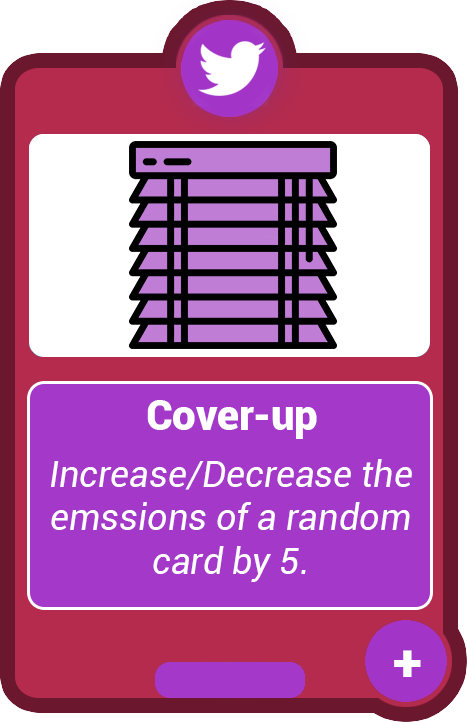 Cover-up
Increase/Decrease the
emssions of a random
card by 5.
+